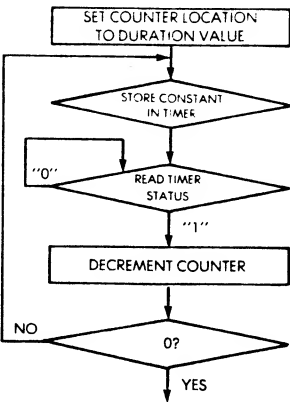 SET COUNTER LOCATION
TO DURATION VALUE
STORE CONSTANT
IN TIMER
"0"
READ TIMER
STATUS
"1"
DECREMENT COUNTER
NO
0?
YES